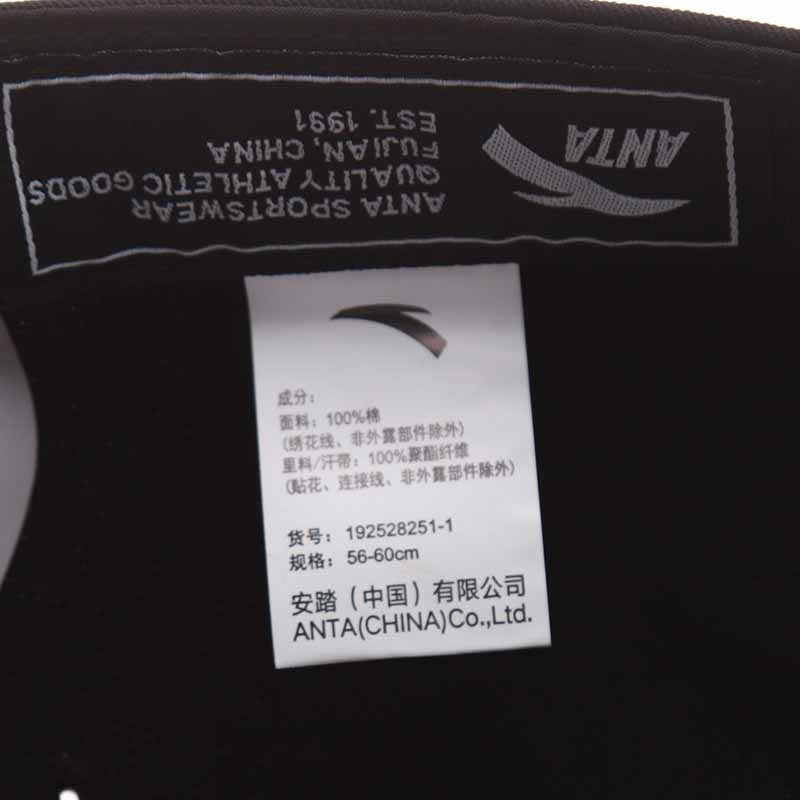 ANTA
ANTA SPORTSWEAR
QUALITY ATHLETIC GOODS
FUJIAN, CHINA
EST. 1991
成分：
面料：100%棉
(绣花线、非外露部件除外)
里料/汗带：100%聚酯纤维
(贴花、连接线、非外露部件除外)
货号：192528251-1
规格：56-60cm
安踏（中国）有限公司
ANTA(CHINA)Co.,Ltd.